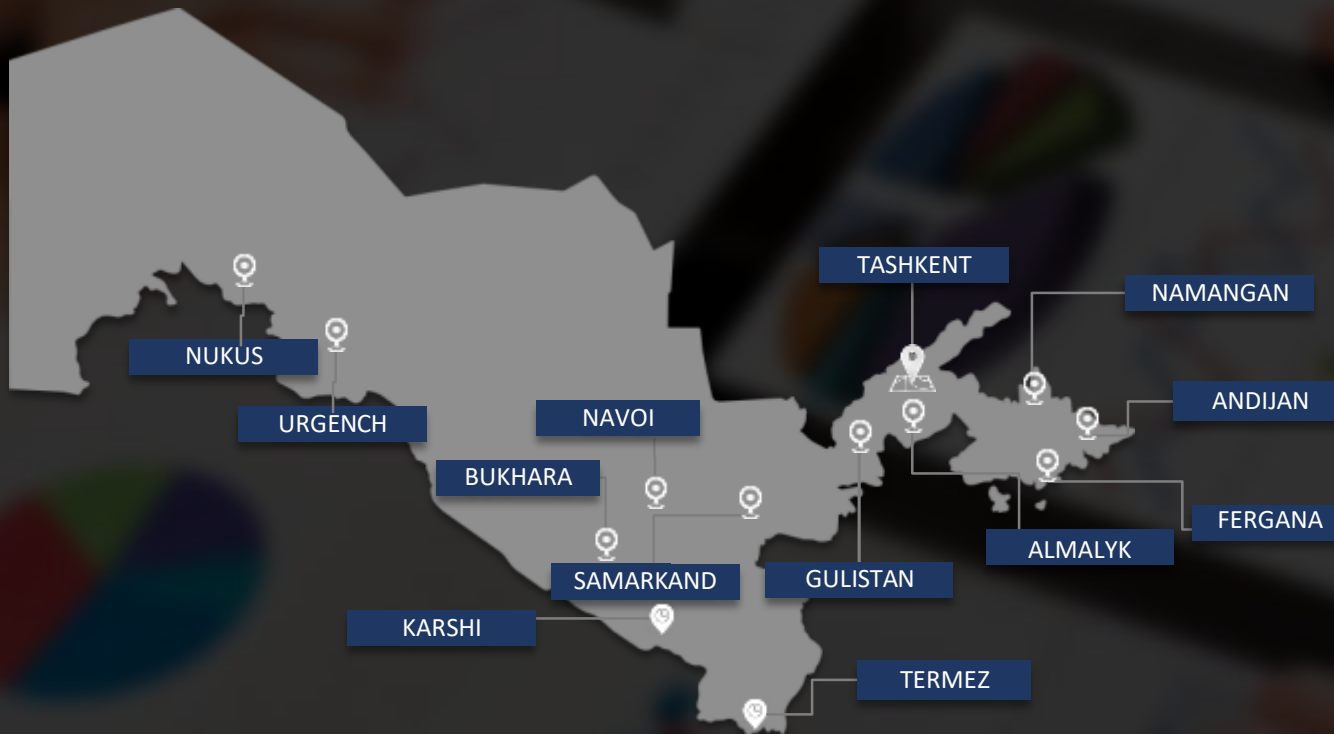 TASHKENT
NAMANGAN
NUKUS
ANDIJAN
URGENCH
NAVOI
BUKHARA
FERGANA
ALMALYK
SAMARKAND
GULISTAN
KARSHI
TERMEZ